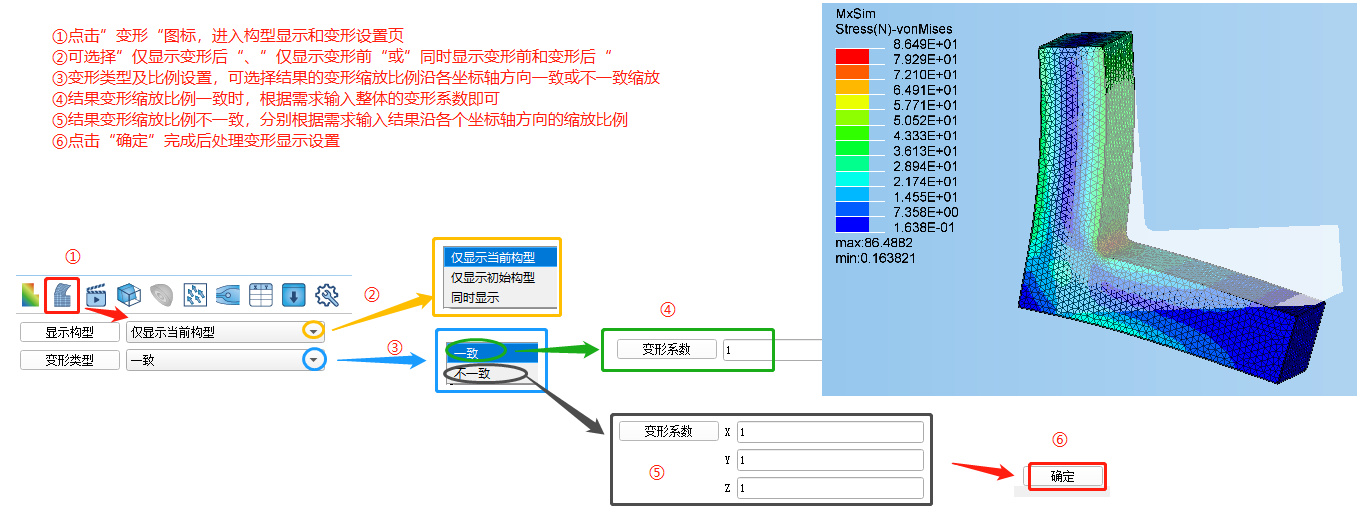 ①点击”变形“图标，进入构型显示和变形设置页
②可选择”仅显示变形后“、”仅显示变形前“或”同时显示变形前和变形后“
③变形类型及比例设置，可选择结果的变形缩放比例沿各坐标轴方向一致或不一致缩放
④结果变形缩放比例一致时，根据需求输入整体的变形系数即可
⑤结果变形缩放比例不一致，分别根据需求输入结果沿各个坐标轴方向的缩放比例
⑥点击“确定”完成后处理变形显示设置
MxSim
Stress(N)-vonMises
8.649E+01
7.929E+01
7.210E+01
6.491E+01
5.771E+01
5.052E+01
4.333E+01
3.613E+01
2.894E+01
2.174E+01
1.455E+01
7.358E+00
1.638E-01
max:86.4882
min:0.163821
①
X Y
显示构型 仅显示当前构型
变形类型 一致
②
仅显示当前构型
仅显示初始构型
同时显示
③
一致
不一致
④
变形系数 1
变形系数 X 1
Y 1
Z 1
⑤
⑥
确定